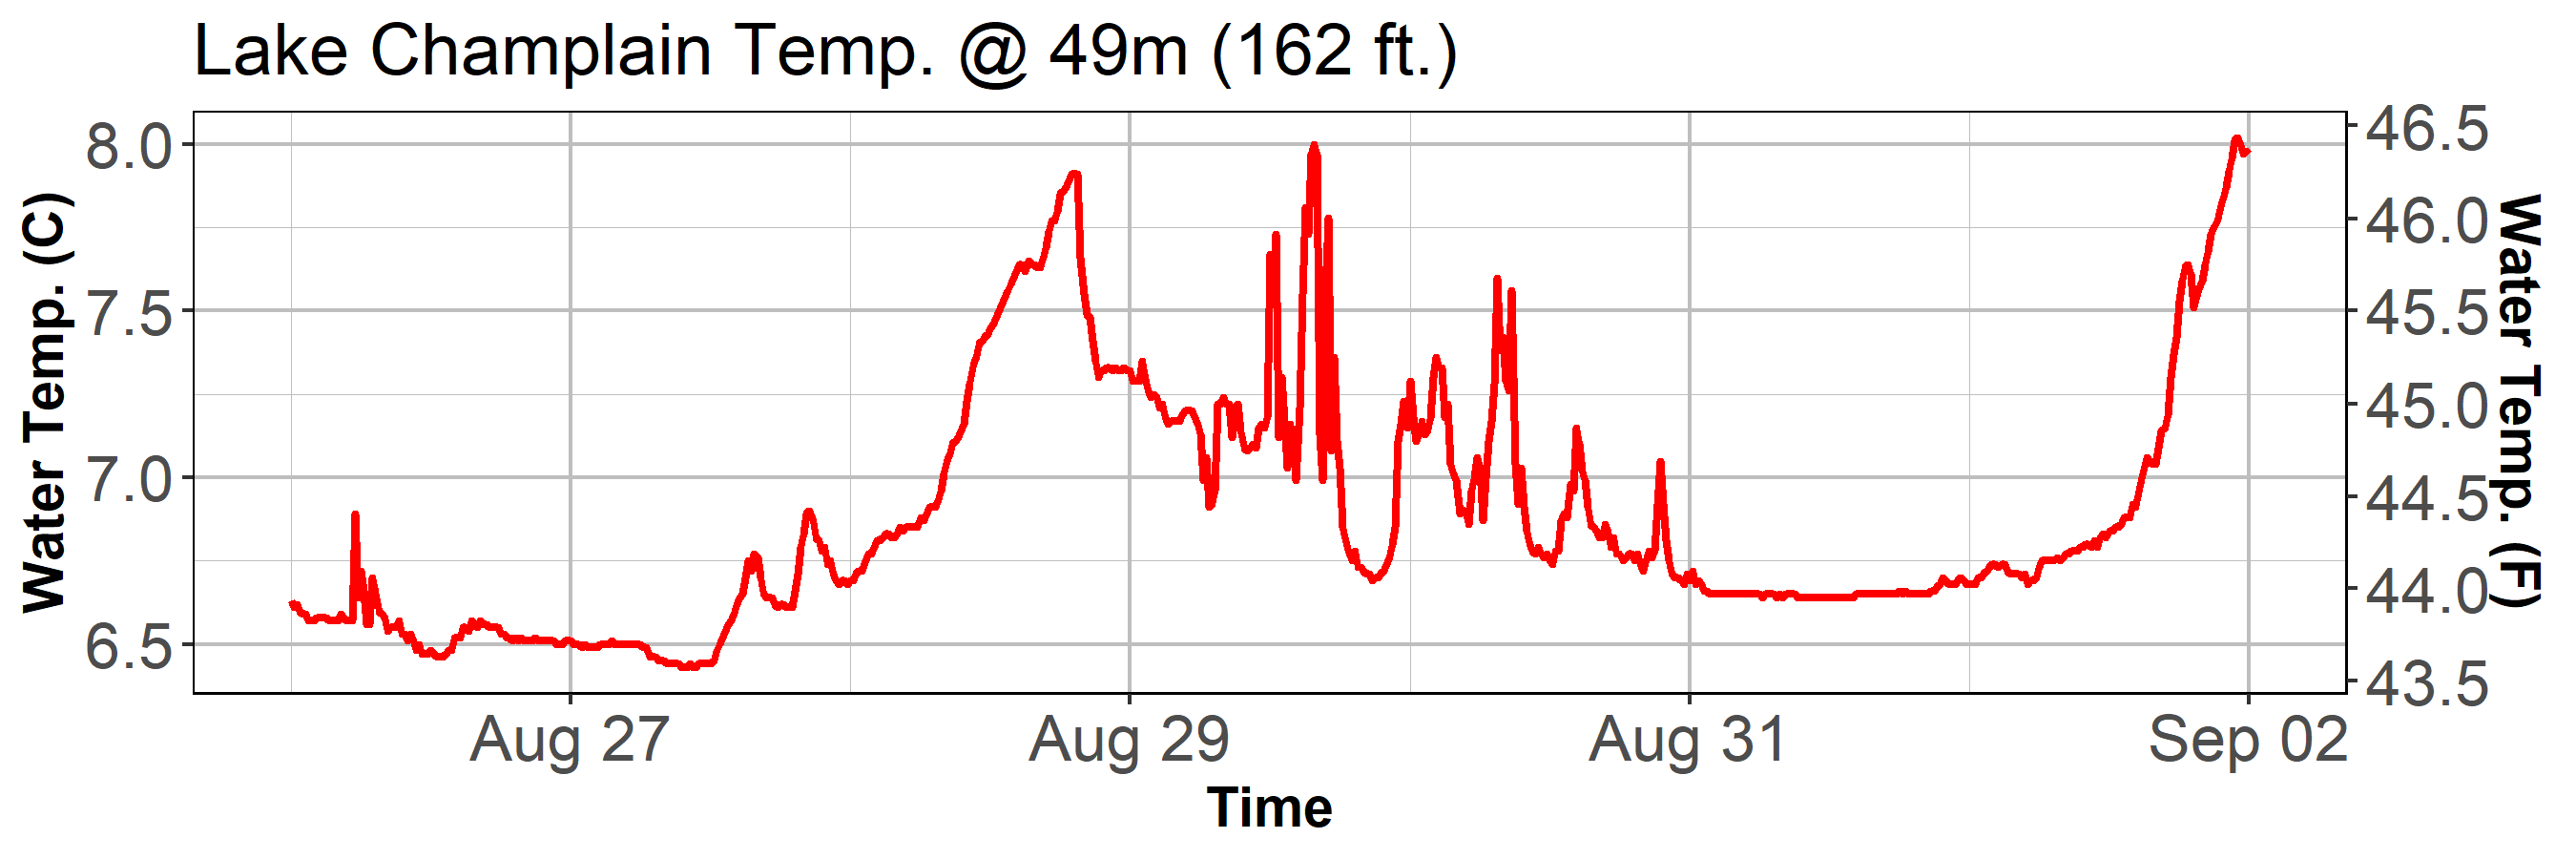 Lake Champlain Temp. @ 49m (162 ft.)
Water Temp. (C)
8.0
7.5
7.0
6.5
46.5
46.0
45.5
45.0
44.5
44.0
43.5
Water Temp. (F)
Aug 27
Aug 29
Aug 31
Sep 02
Time